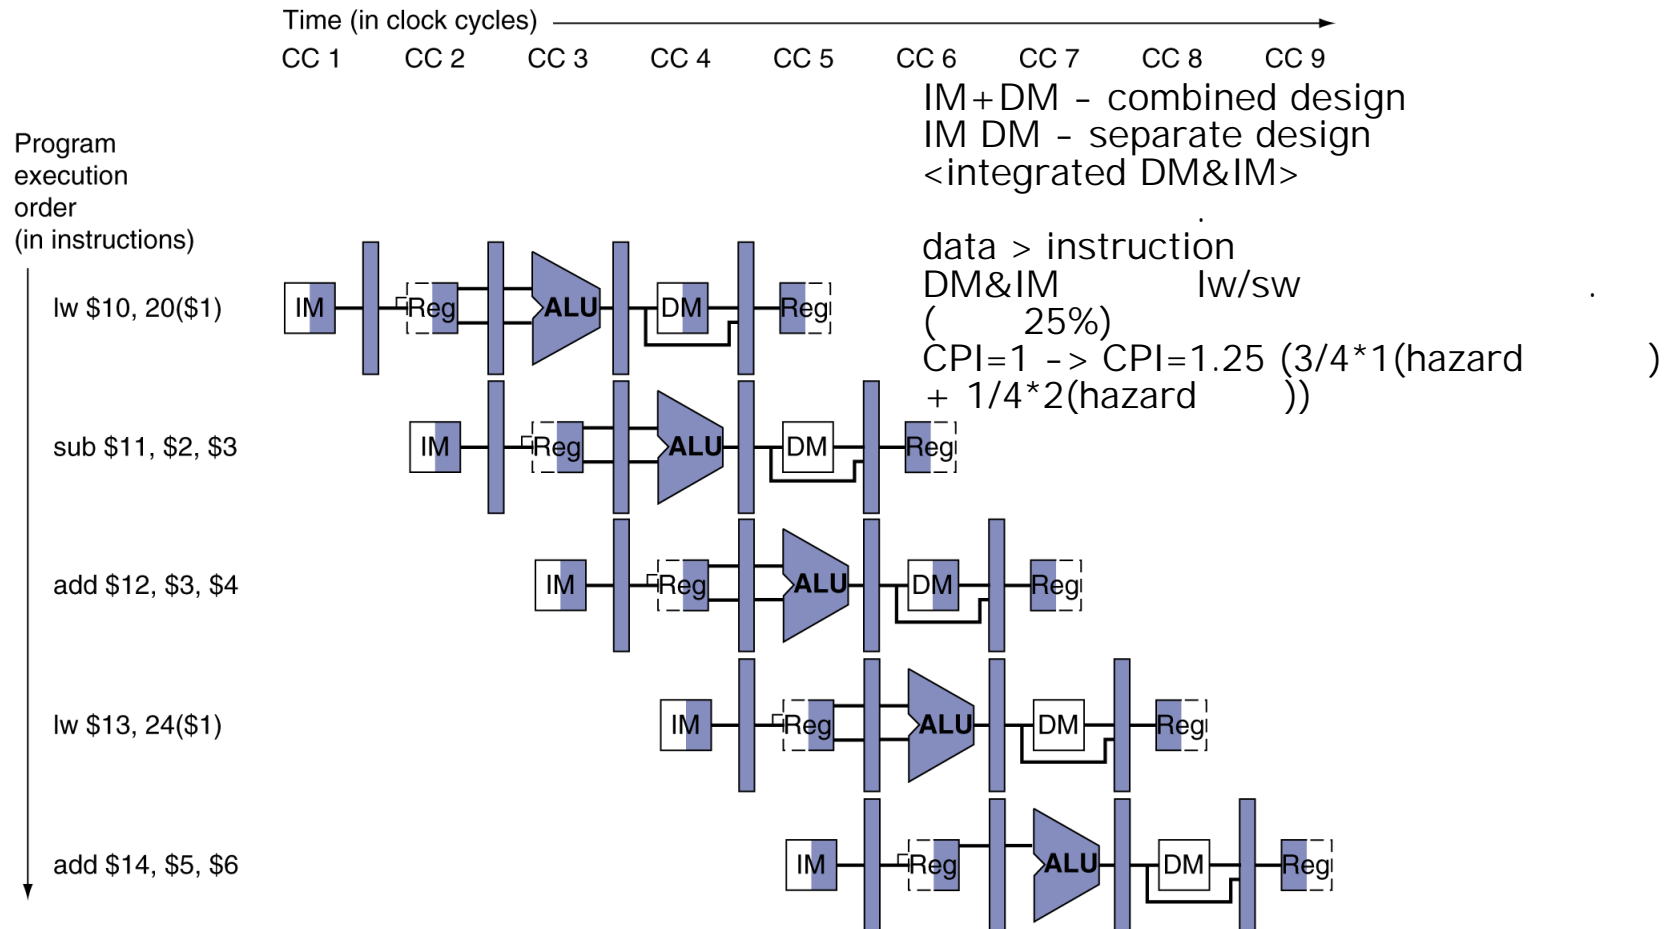 Time (in clock cycles)
CC 1 CC 2 CC 3 CC 4 CC 5 CC 6 CC 7 CC 8 CC 9
IM+DM - combined design
IM DM - separate design
<integrated DM&IM>
.
data > instruction
DM&IM lw/sw .
( 25%)
CPI=1 -> CPI=1.25 (3/4*1(hazard )
+ 1/4*2(hazard ))
Program
execution
order
(in instructions)
lw $10, 20($1) IM Reg ALU DM Reg
sub $11, $2, $3 IM Reg ALU DM Reg
add $12, $3, $4 IM Reg ALU DM Reg
lw $13, 24($1) IM Reg ALU DM Reg
add $14, $5, $6 IM Reg ALU DM Reg